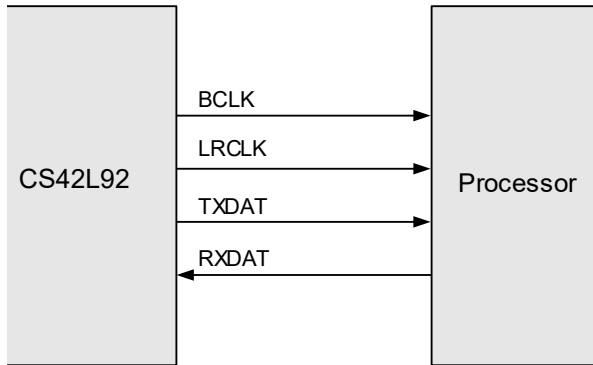 BCLK
LRCLK
CS42L92
Processor
TXDAT
RXDAT